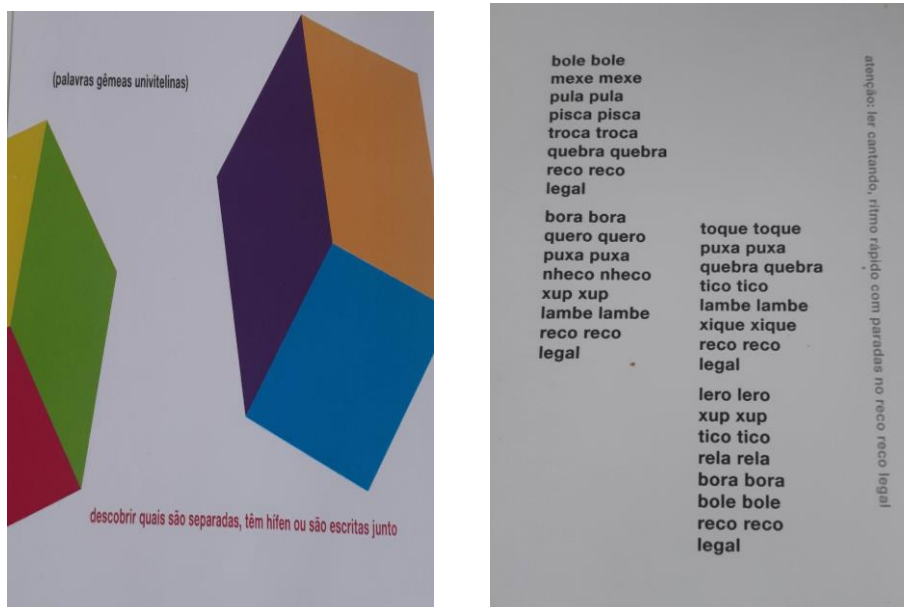 (palavras gêmeas univitelinas)
descobrir quais são separadas, têm hífen ou são escritas junto
bole bole
mexe mexe
pula pula
pisca pisca
troca troca
quebra quebra
reco reco
legal
bora bora
quero quero
puxa puxa
nheco nheco
xup xup
lambe lambe
reco reco
legal
toque toque
puxa puxa
quebra quebra
tico tico
lambe lambe
xique xique
reco reco
legal
lero lero
xup xup
tico tico
rela rela
bora bora
bole bole
reco reco
legal
atenção: ler cantando, ritmo rápido com paradas no reco reco legal